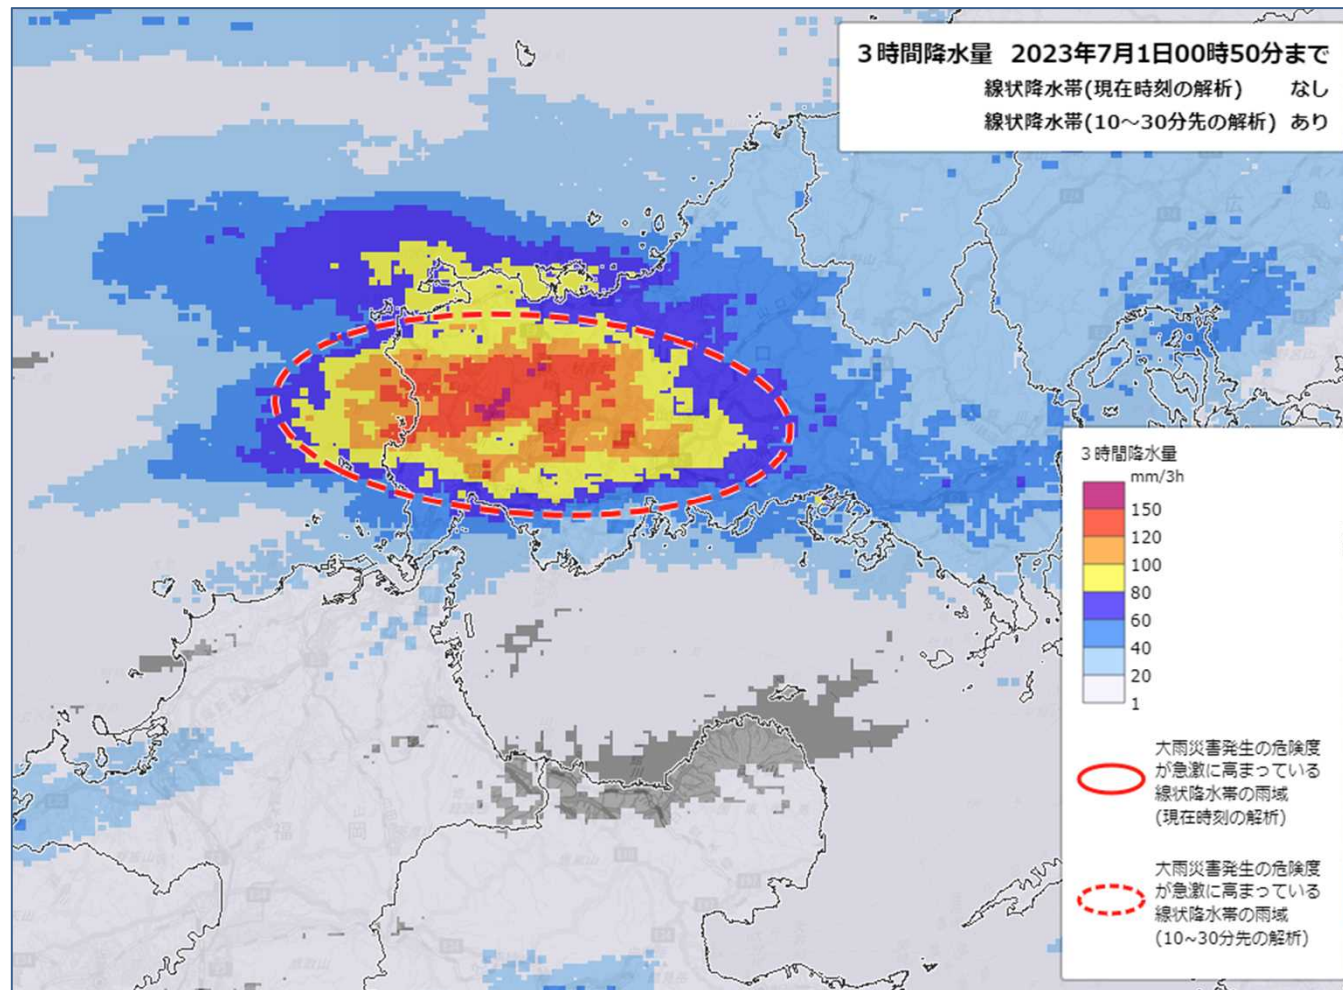 ３時間降水量 2023年7月1日00時50分まで
線状降水帯(現在時刻の解析) なし
線状降水帯(10～30分先の解析) あり
広 島
口
３時間降水量
mm/3h
150
120
100
80
60
40
20
1
大雨災害発生の危険度
が急激に高まっている
線状降水帯の雨域
(現在時刻の解析)
大雨災害発生の危険度
が急激に高まっている
線状降水帯の雨域
(10~30分先の解析)
福 岡